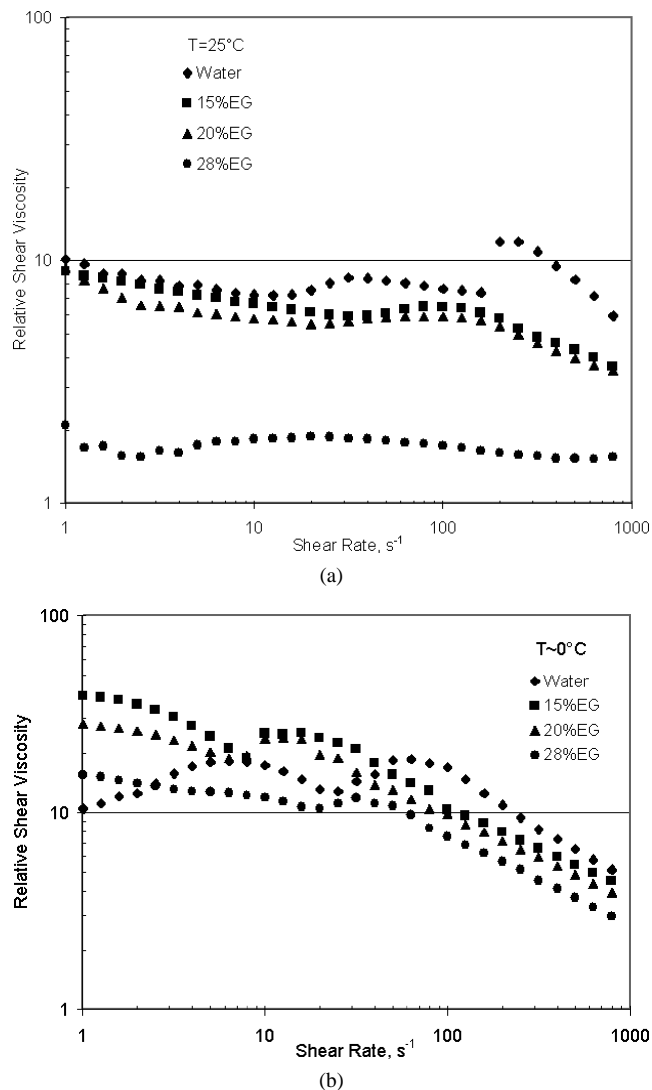 100
T=25°C
Water
15%EG
20%EG
28%EG
Relative Shear Viscosity
10
1
1
10
100
1000
Shear Rate, s⁻¹
(a)
100
T~0°C
Water
15%EG
20%EG
28%EG
Relative Shear Viscosity
10
1
1
10
100
1000
Shear Rate, s⁻¹
(b)